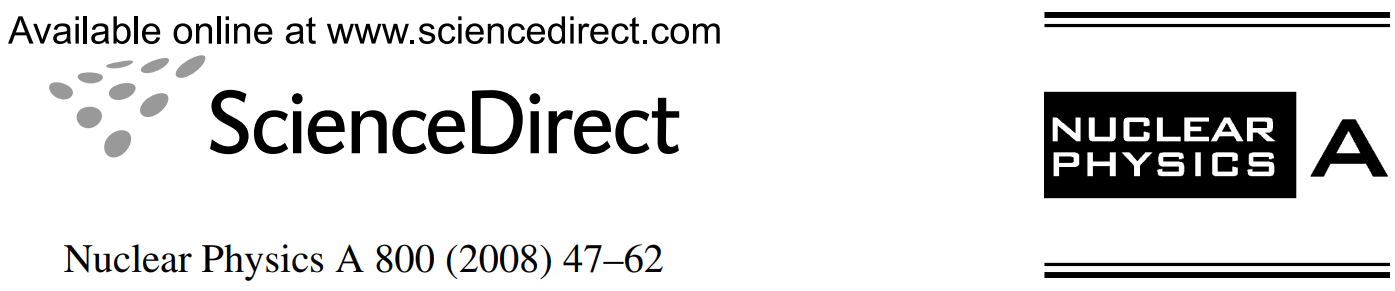 Available online at www.sciencedirect.com
ScienceDirect
NUCLEAR
PHYSICS
A
Nuclear Physics A 800 (2008) 47–62